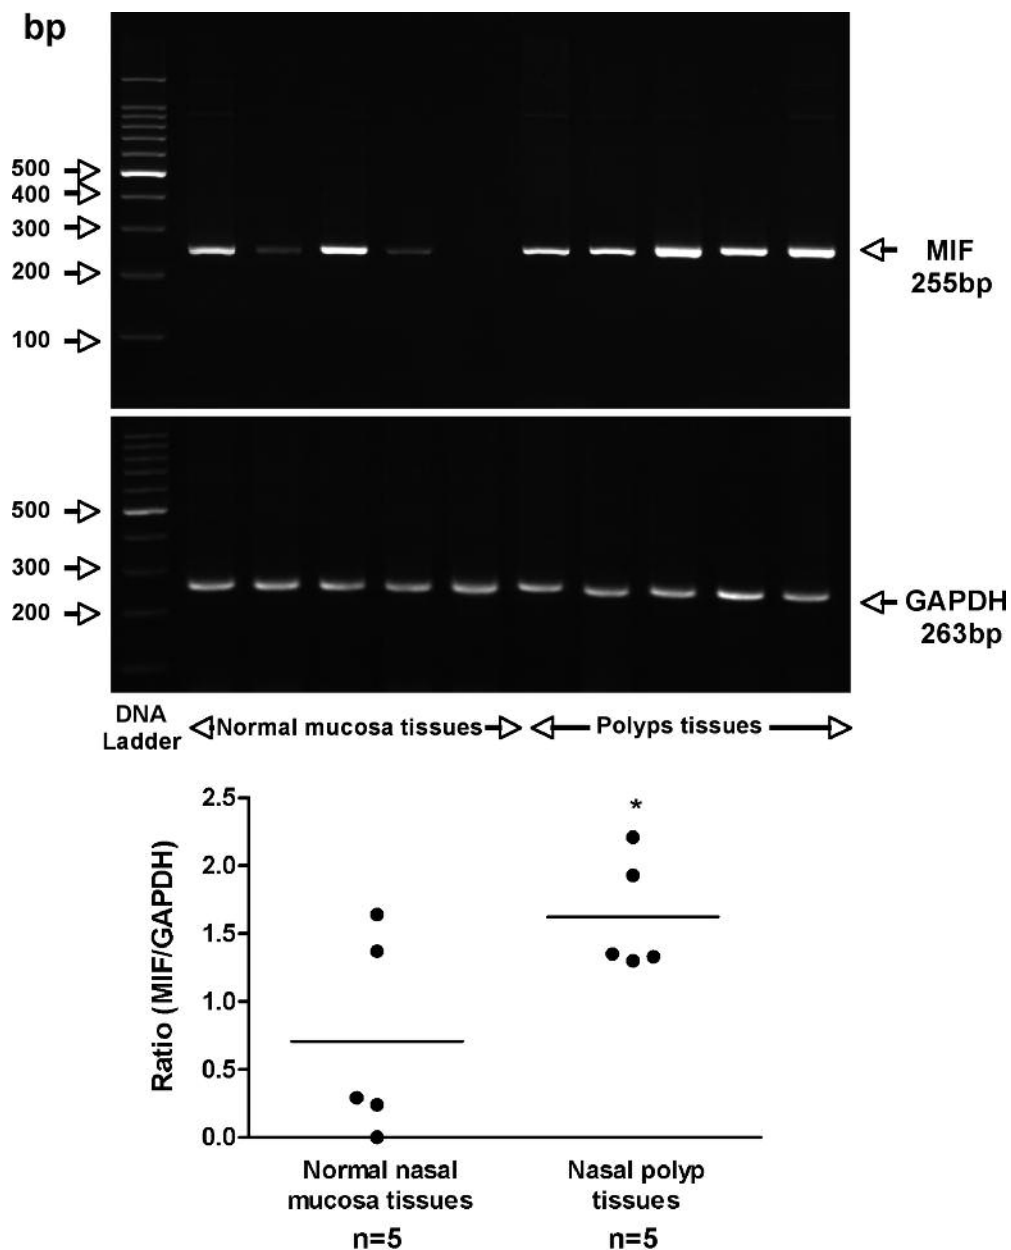 bp
500
400
300
200
100
MIF
255bp
500
300
200
GAPDH
263bp
DNA
Ladder
Normal mucosa tissues
Polyps tissues
Ratio (MIF/GAPDH)
2.5
2.0
1.5
1.0
0.5
0.0
*
Normal nasal
mucosa tissues
n=5
Nasal polyp
tissues
n=5